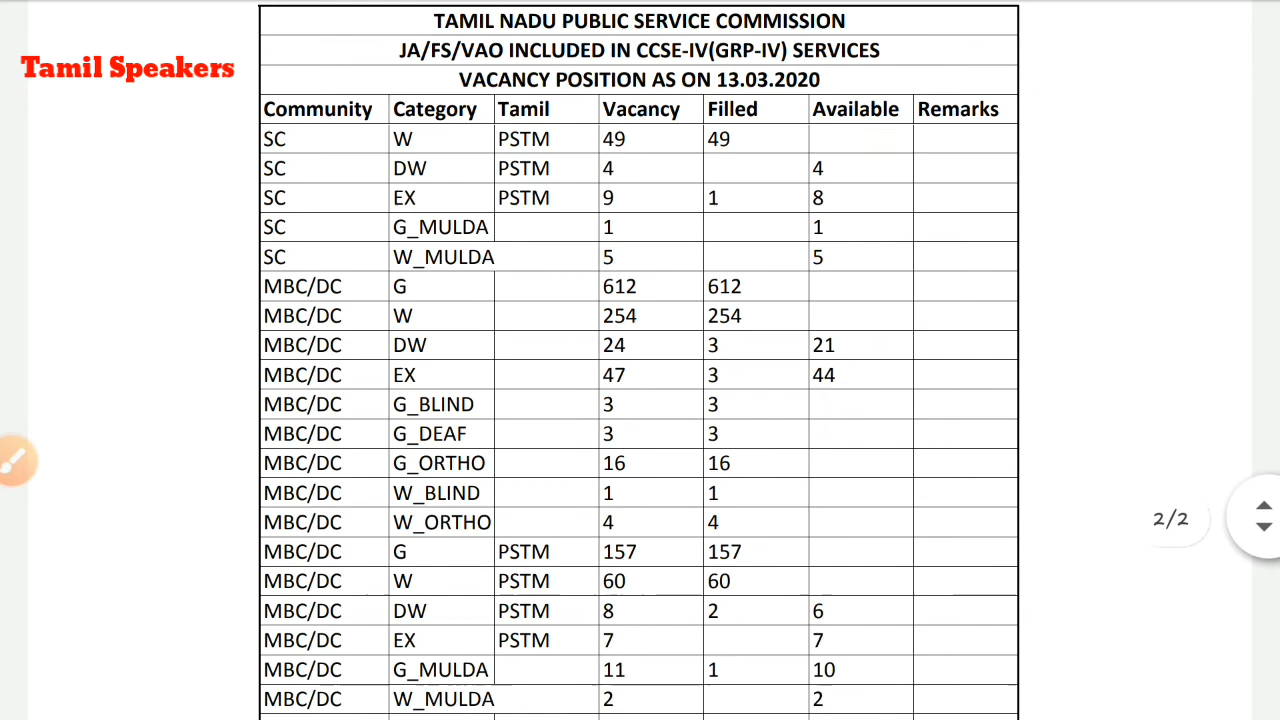 TAMIL NADU PUBLIC SERVICE COMMISSION
JA/FS/VAO INCLUDED IN CCSE-IV(GRP-IV) SERVICES
Tamil Speakers
VACANCY POSITION AS ON 13.03.2020
Community Category Tamil Vacancy Filled Available Remarks
SC W PSTM 49 49
SC DW PSTM 4 4
SC EX PSTM 9 1 8
SC G_MULDA 1 1
SC W_MULDA 5 5
MBC/DC G 612 612
MBC/DC W 254 254
MBC/DC DW 24 3 21
MBC/DC EX 47 3 44
MBC/DC G_BLIND 3 3
MBC/DC G_DEAF 3 3
MBC/DC G_ORTHO 16 16
MBC/DC W_BLIND 1 1
MBC/DC W_ORTHO 4 4
2/2
MBC/DC G PSTM 157 157
MBC/DC W PSTM 60 60
MBC/DC DW PSTM 8 2 6
MBC/DC EX PSTM 7 7
MBC/DC G_MULDA 11 1 10
MBC/DC W_MULDA 2 2